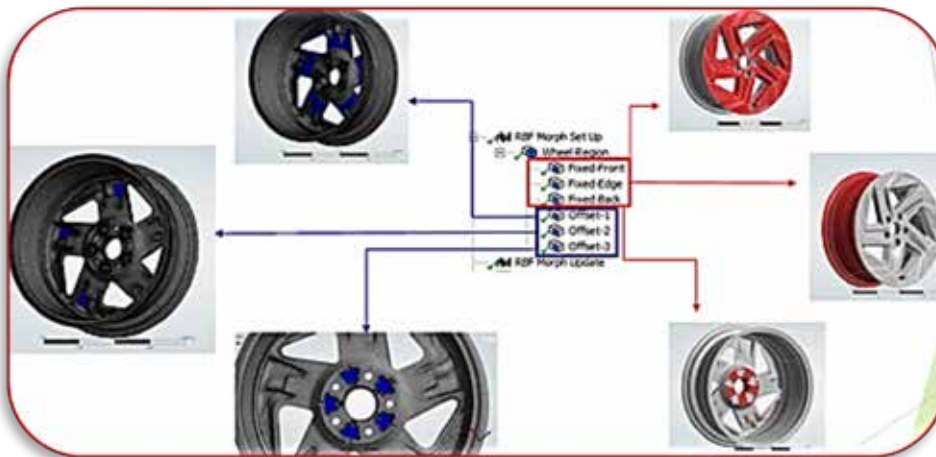 RBF Morph Set Up
Wheel Region
Fixed-Front
Fixed-Edge
Fixed-Back
Offset-1
Offset-2
Offset-3
RBF Morph Update